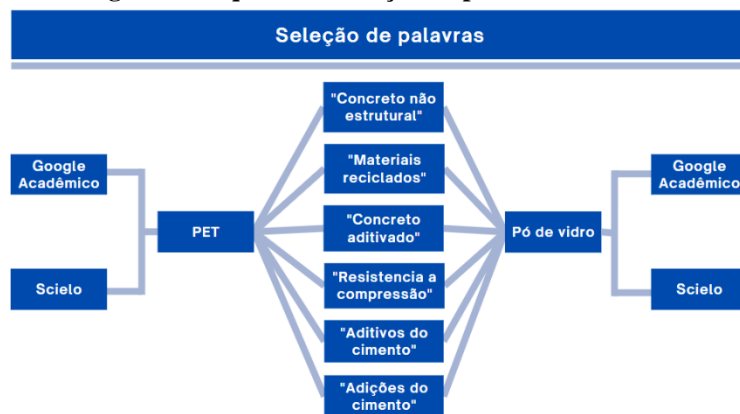 Seleção de palavras
"Concreto não
estrutural"
"Materiais
reciclados"
"Concreto
aditivado"
"Resistencia a
compressão"
"Aditivos do
cimento"
"Adições do
cimento"
Google
Acadêmico
Scielo
PET
Pó de vidro
Google
Acadêmico
Scielo